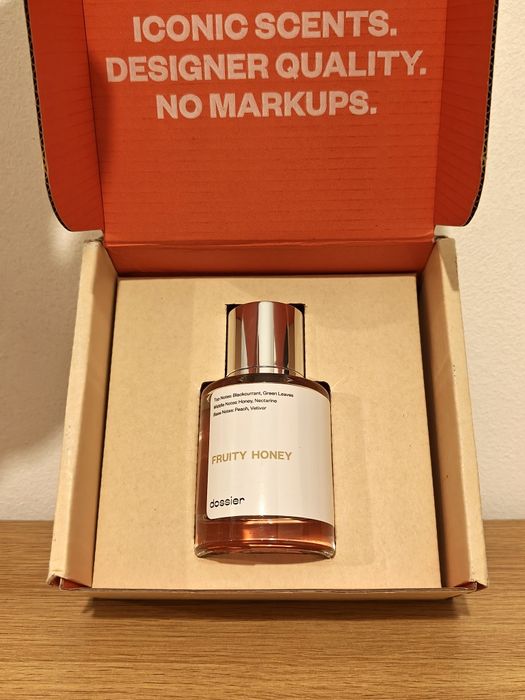 ICONIC SCENTS.
DESIGNER QUALITY.
NO MARKUPS.
Top Notes: Blackcurrant, Green Leaves
Middle Notes: Honey, Nectarine
Base Notes: Peach, Vetiver
FRUITY HONEY
dossier